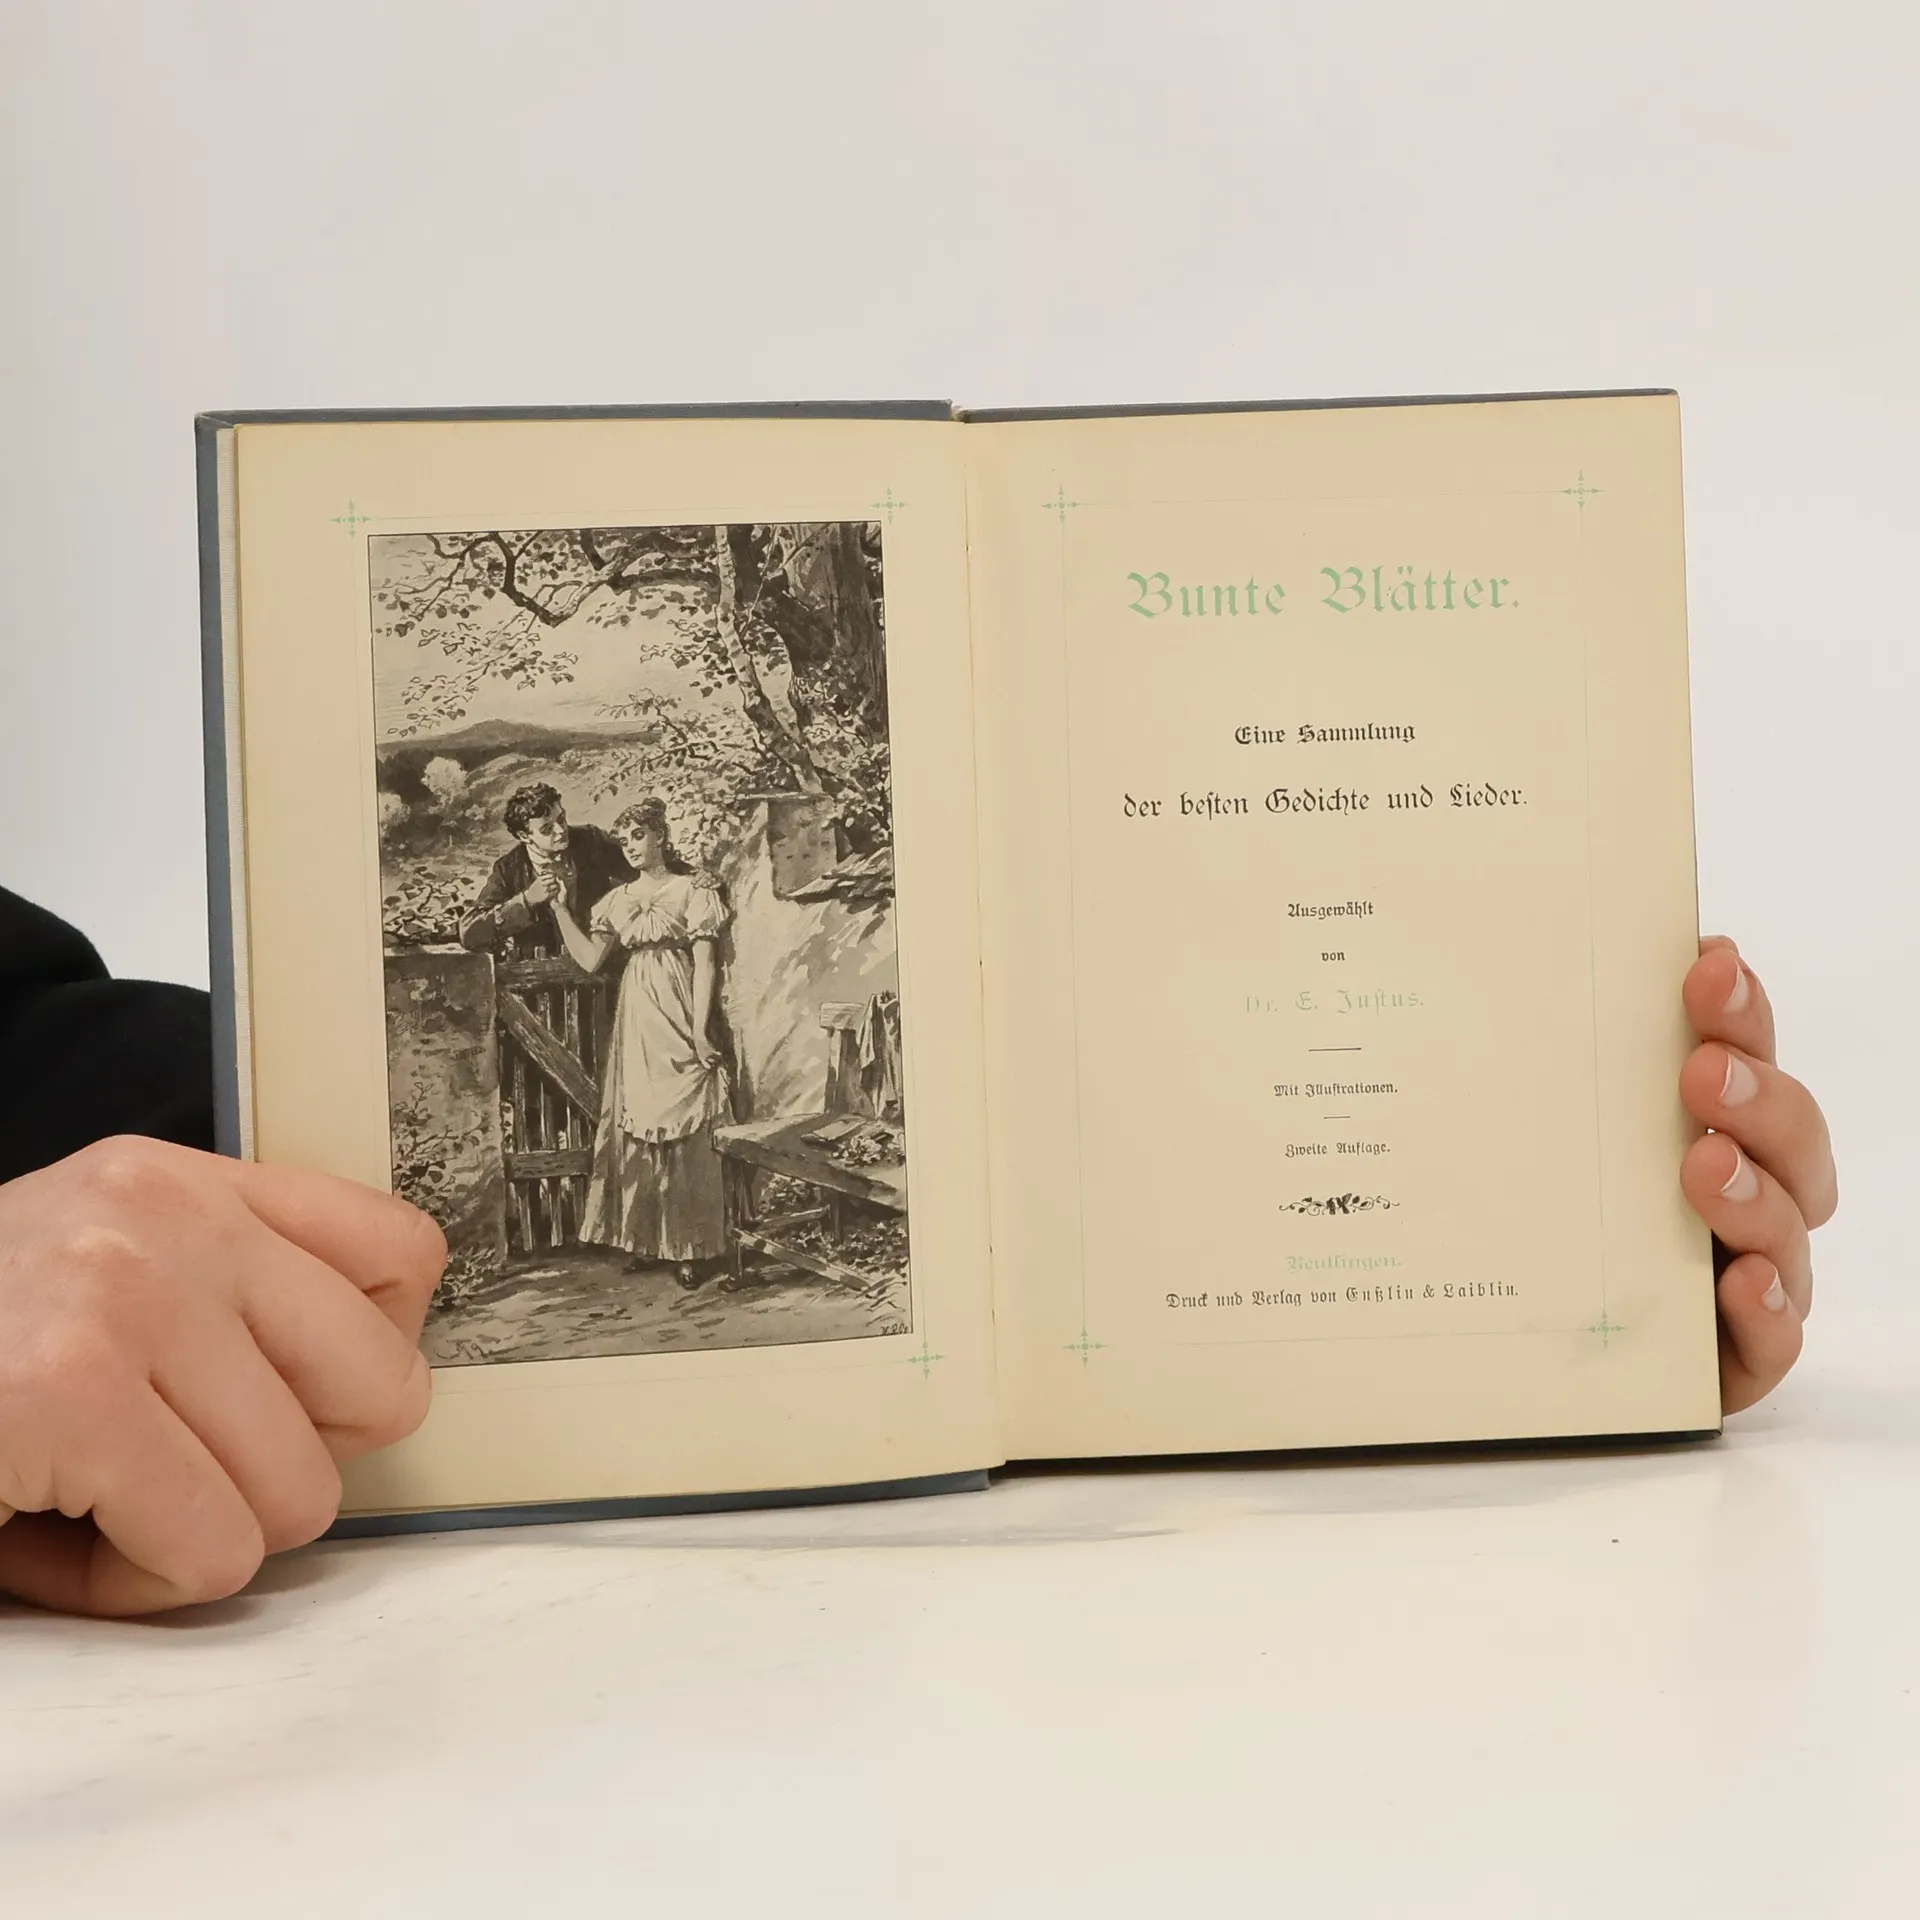 Bunte Blätter.
Eine Sammlung
der besten Gedichte und Lieder.
Ausgewählt
von
Dr. E. Justus.
Mit Illustrationen.
Zweite Auflage.
Reutlingen.
Druck und Verlag von Enßlin & Laiblin.